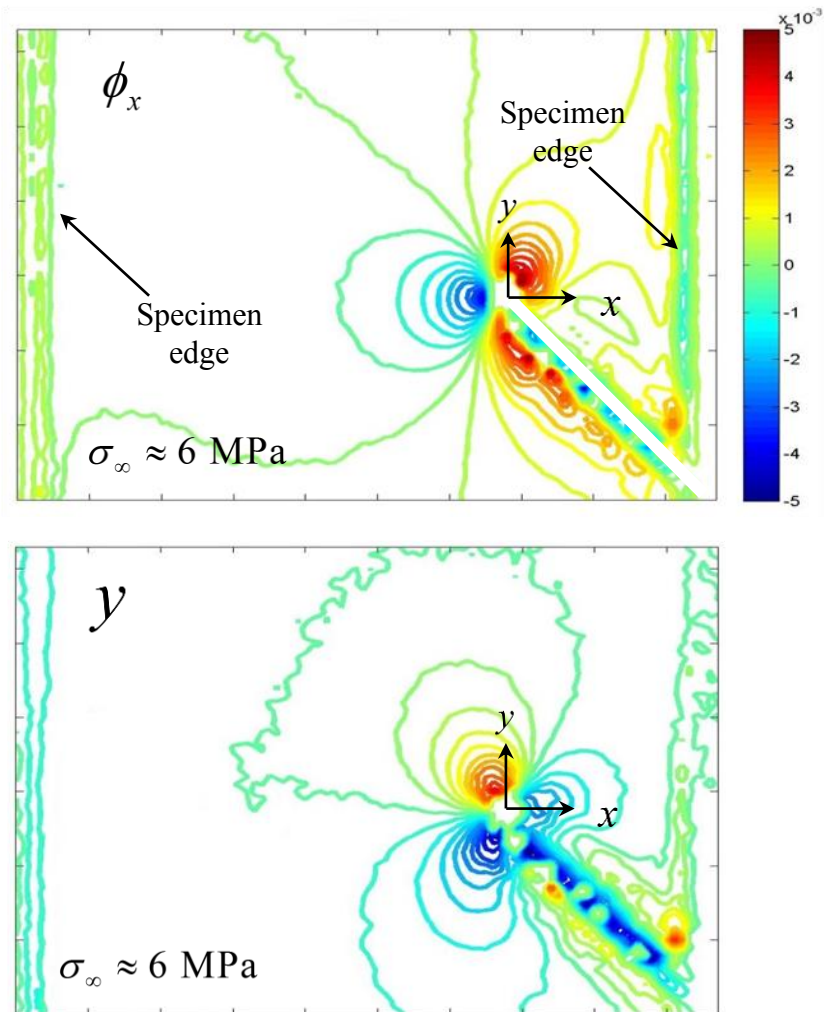 x 10⁻³
5
ϕₓ
4
Specimen
edge
3
2
y
1
0
x
Specimen
edge
-1
-2
-3
σ∞ ≈ 6 MPa
-4
-5
y
y
x
σ∞ ≈ 6 MPa